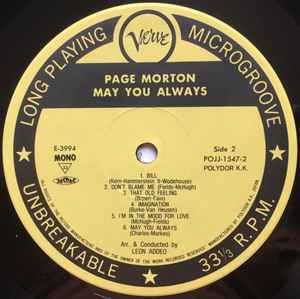 LONG PLAYING
Verve
MICROGROOVE
PAGE MORTON
MAY YOU ALWAYS
E-3994
MONO
Side 2
POJJ-1547-2
POLYDOR K.K.
1. BILL
(Kern-Hammerstein II-Wodehouse)
2. DON'T BLAME ME (Fields-McHugh)
3. THAT OLD FEELING
(Brown-Fain)
4. IMAGINATION
(Burke-Van Heusen)
5. I'M IN THE MOOD FOR LOVE
(McHugh-Fields)
6. MAY YOU ALWAYS
(Charles-Markes)
Arr. & Conducted by
LEON ADDEO
UNBREAKABLE
33⅓ R.P.M.